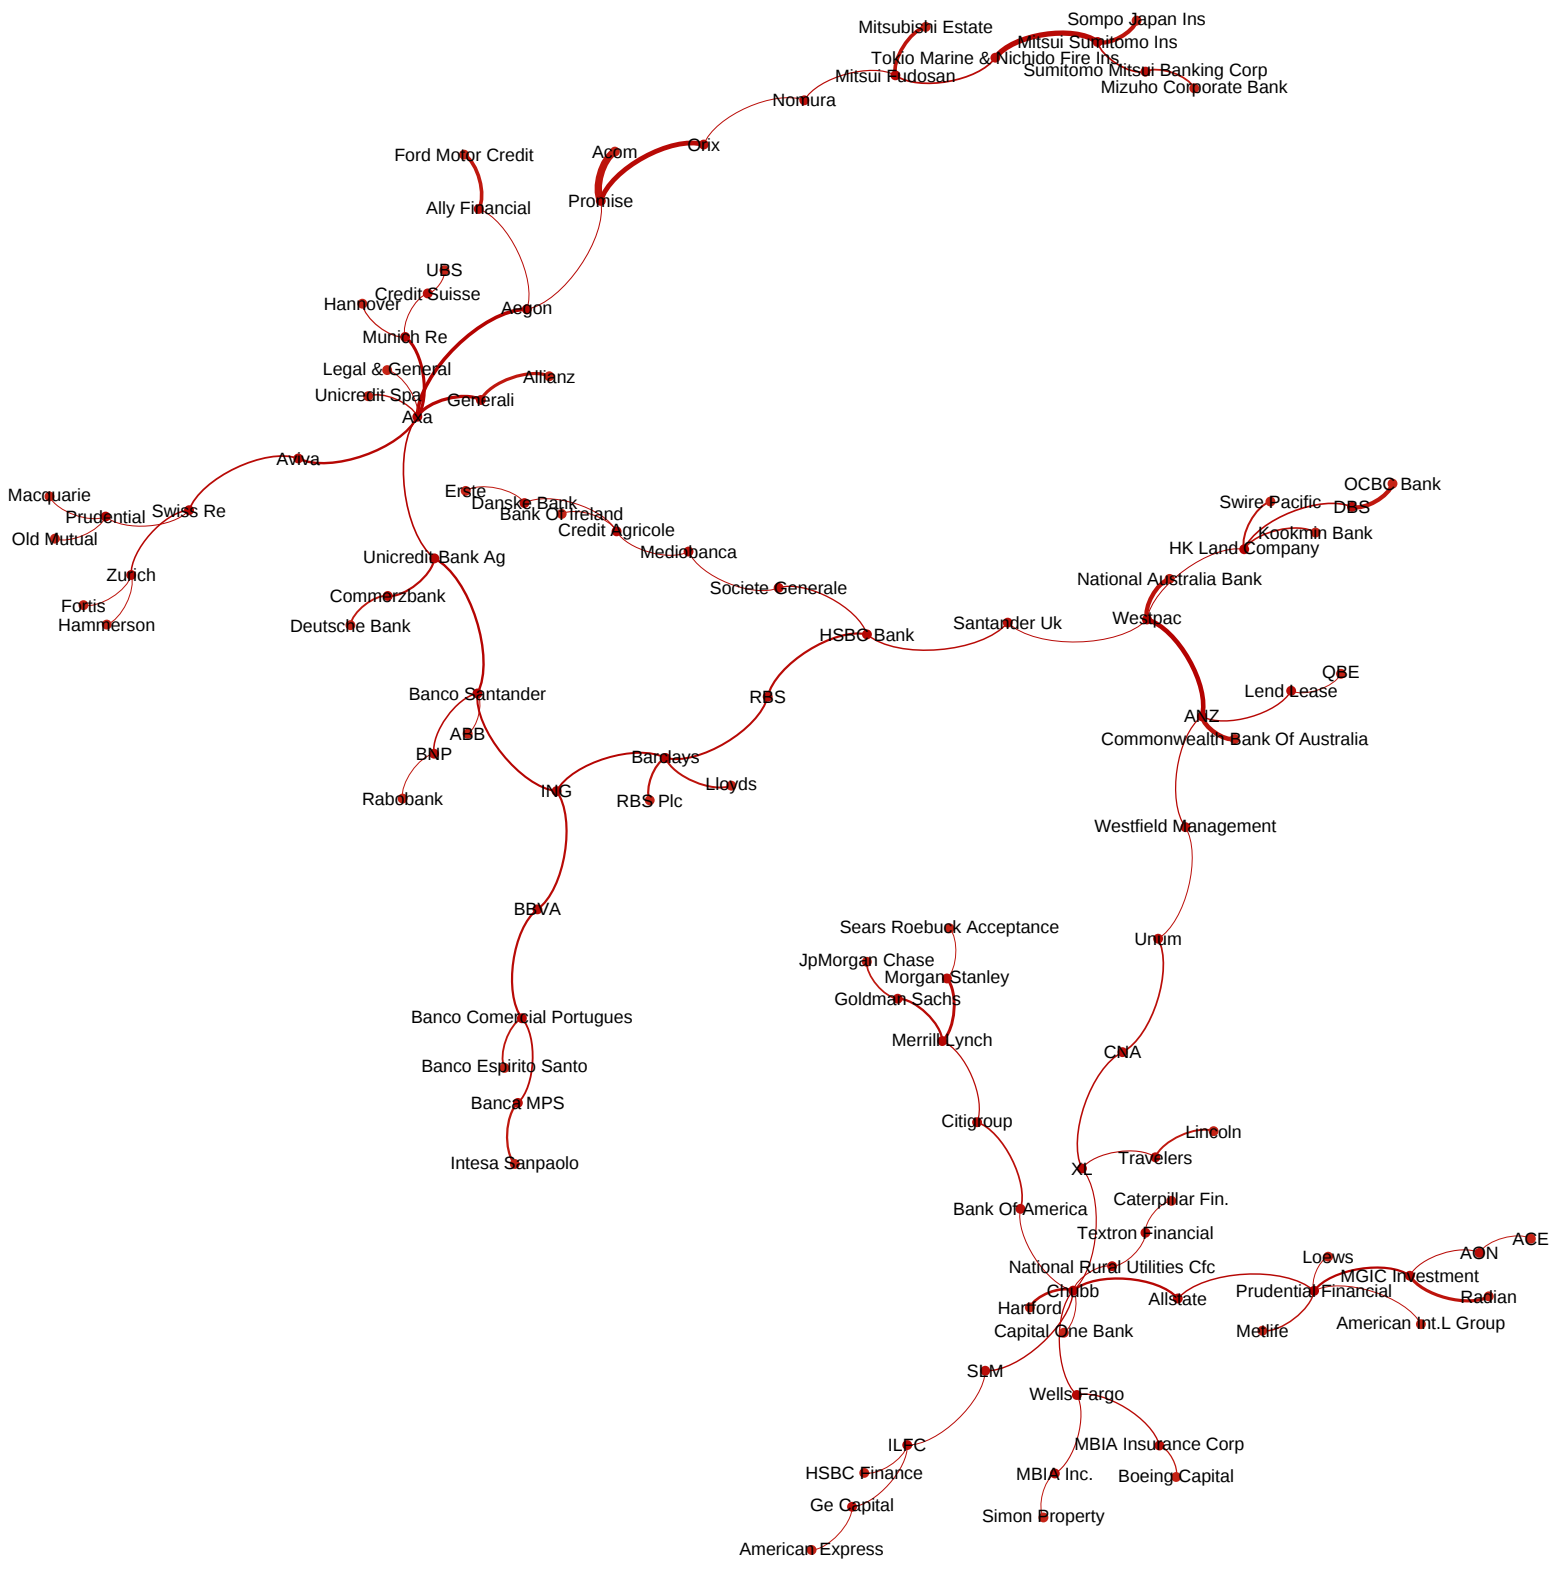 Sompo Japan Ins
Mitsubishi Estate
Mitsui Sumitomo Ins
Tokio Marine & Nichido Fire Ins
Sumitomo Mitsui Banking Corp
Mitsui Fudosan
Mizuho Corporate Bank
Nomura
Orix
Acom
Ford Motor Credit
Promise
Ally Financial
UBS
Credit Suisse
Hannover
Aegon
Munich Re
Legal & General
Allianz
Unicredit Spa
Generali
Axa
Aviva
OCBC Bank
Erste
Macquarie
Danske Bank
Swire Pacific
DBS
Swiss Re
Bank Of Ireland
Prudential
Credit Agricole
Kookmin Bank
Old Mutual
HK Land Company
Mediobanca
Unicredit Bank Ag
Zurich
National Australia Bank
Societe Generale
Commerzbank
Fortis
Westpac
Santander Uk
Hammerson
Deutsche Bank
HSBC Bank
QBE
Lend Lease
Banco Santander
RBS
ANZ
ABB
Commonwealth Bank Of Australia
BNP
Barclays
Lloyds
ING
Rabobank
RBS Plc
Westfield Management
BBVA
Sears Roebuck Acceptance
Unum
JpMorgan Chase
Morgan Stanley
Goldman Sachs
Banco Comercial Portugues
Merrill Lynch
CNA
Banco Espirito Santo
Banca MPS
Citigroup
Lincoln
Travelers
Intesa Sanpaolo
XL
Caterpillar Fin.
Bank Of America
Textron Financial
ACE
AON
Loews
National Rural Utilities Cfc
MGIC Investment
Chubb
Prudential Financial
Radian
Allstate
Hartford
American Int.L Group
Metlife
Capital One Bank
SLM
Wells Fargo
ILFC
MBIA Insurance Corp
HSBC Finance
MBIA Inc.
Boeing Capital
Ge Capital
Simon Property
American Express